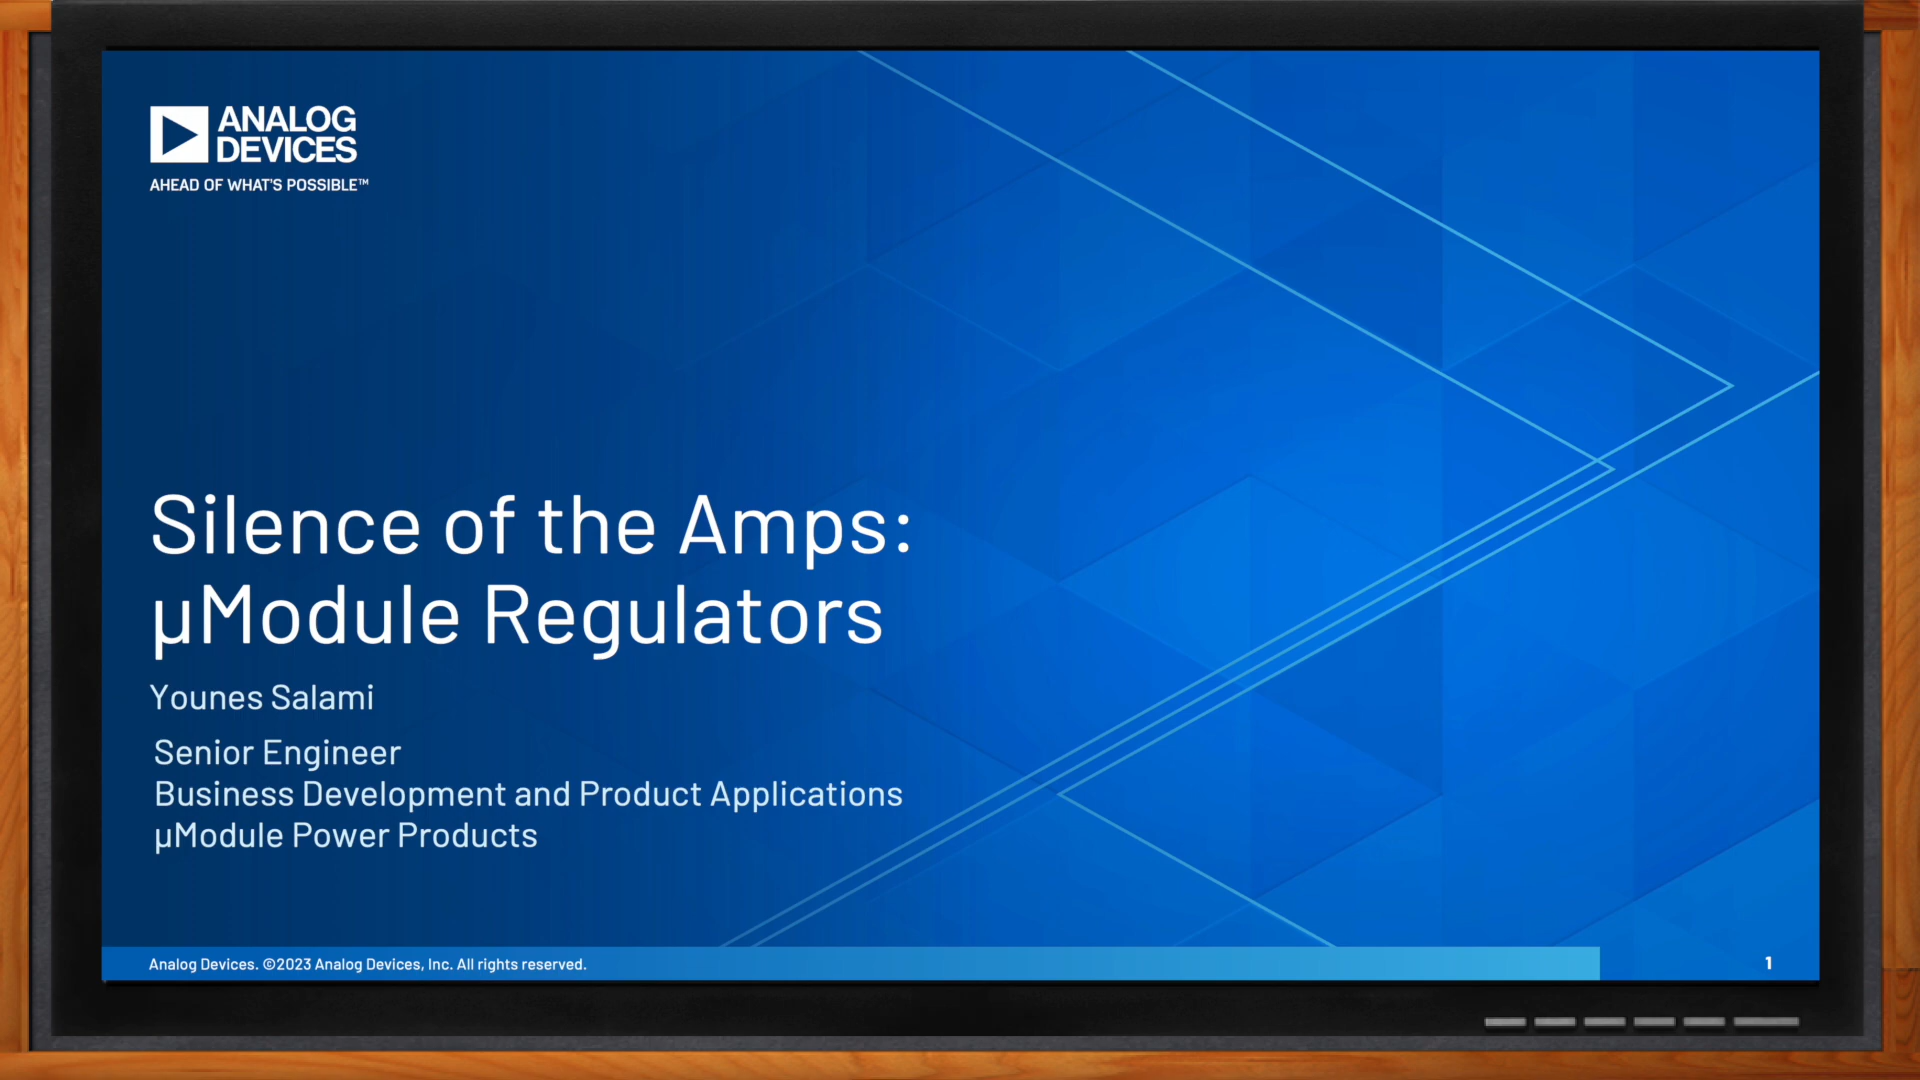 ANALOG
DEVICES
AHEAD OF WHAT'S POSSIBLE™
Silence of the Amps:
µModule Regulators
Younes Salami
Senior Engineer
Business Development and Product Applications
µModule Power Products
Analog Devices. ©2023 Analog Devices, Inc. All rights reserved.
1